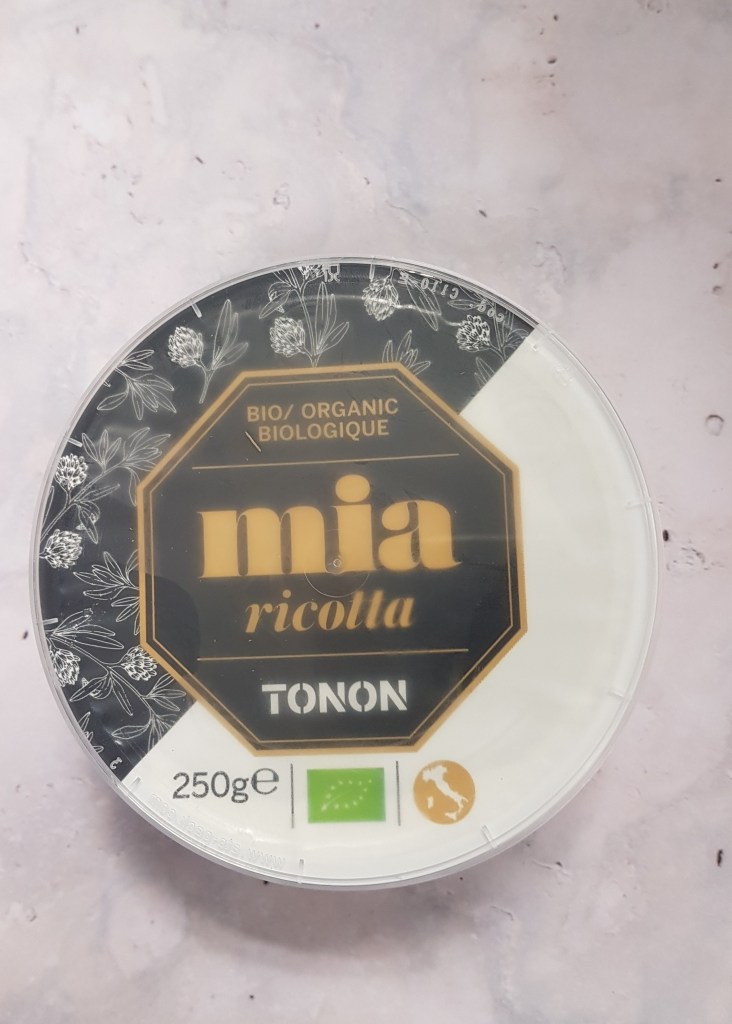 BIO/ ORGANIC
BIOLOGIQUE
mia
ricotta
TONON
250g℮